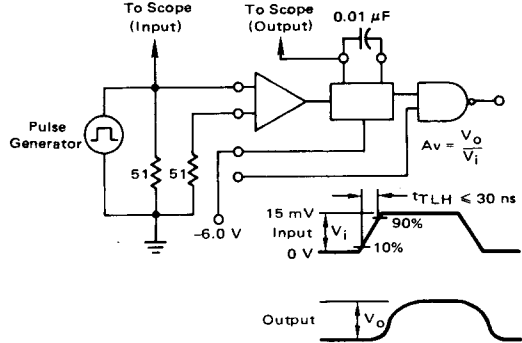 To Scope
(Input)
To Scope
(Output)
0.01 µF
Pulse
Generator
51
51
-6.0 V
Av = Vo/Vi
tTLH ≤ 30 ns
15 mV
Input
Vi
90%
10%
0 V
Output
Vo